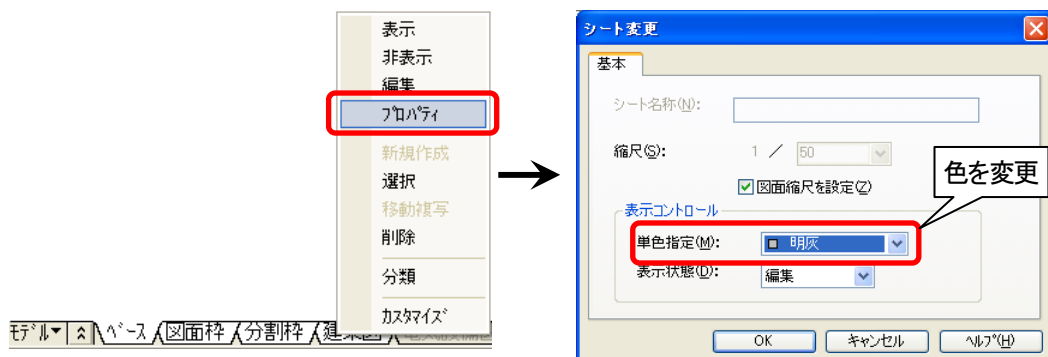 表示
非表示
編集
ﾌﾟﾛﾊﾟﾃｨ
新規作成
選択
移動複写
削除
分類
ｶｽﾀﾏｲｽﾞ
ﾓﾃﾞﾙ
ﾍﾞｰｽ
図面枠
分割枠
シート変更
基本
シート名称(N):
縮尺(S):
1 ／ 50
図面縮尺を設定(Z)
色を変更
表示コントロール
単色指定(M):
明灰
表示状態(D):
編集
OK
キャンセル
ﾍﾙﾌﾟ(H)